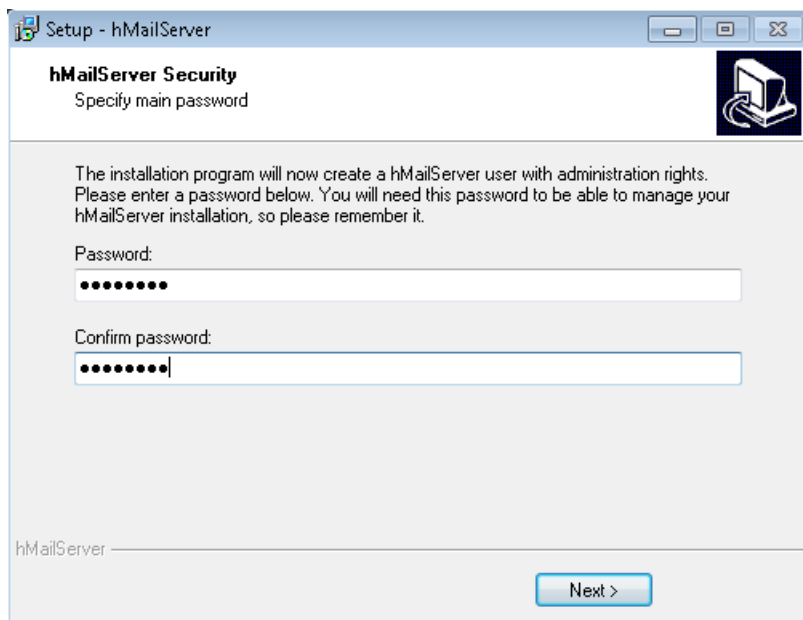 Setup - hMailServer
hMailServer Security
Specify main password
The installation program will now create a hMailServer user with administration rights.
Please enter a password below. You will need this password to be able to manage your
hMailServer installation, so please remember it.
Password:
••••••••
Confirm password:
••••••••
hMailServer
Next >